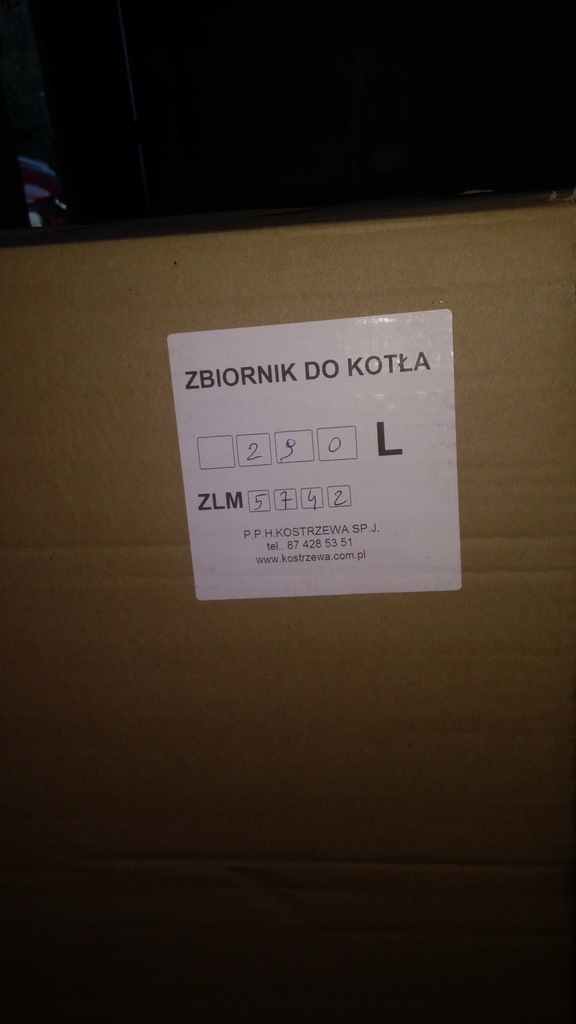 ZBIORNIK DO KOTŁA
290 L
ZLM 5742
P.P.H.KOSTRZEWA SP.J.
tel.. 87 428 53 51
www.kostrzewa.com.pl